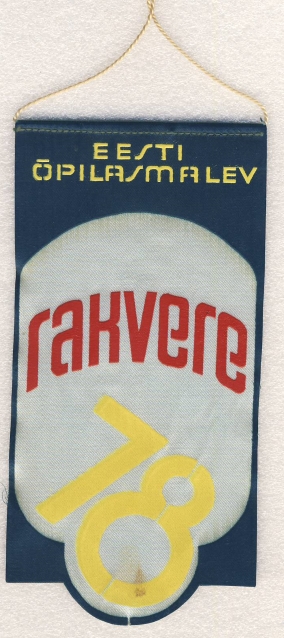 EESTI
ÕPILASMALEV
rakvere
78